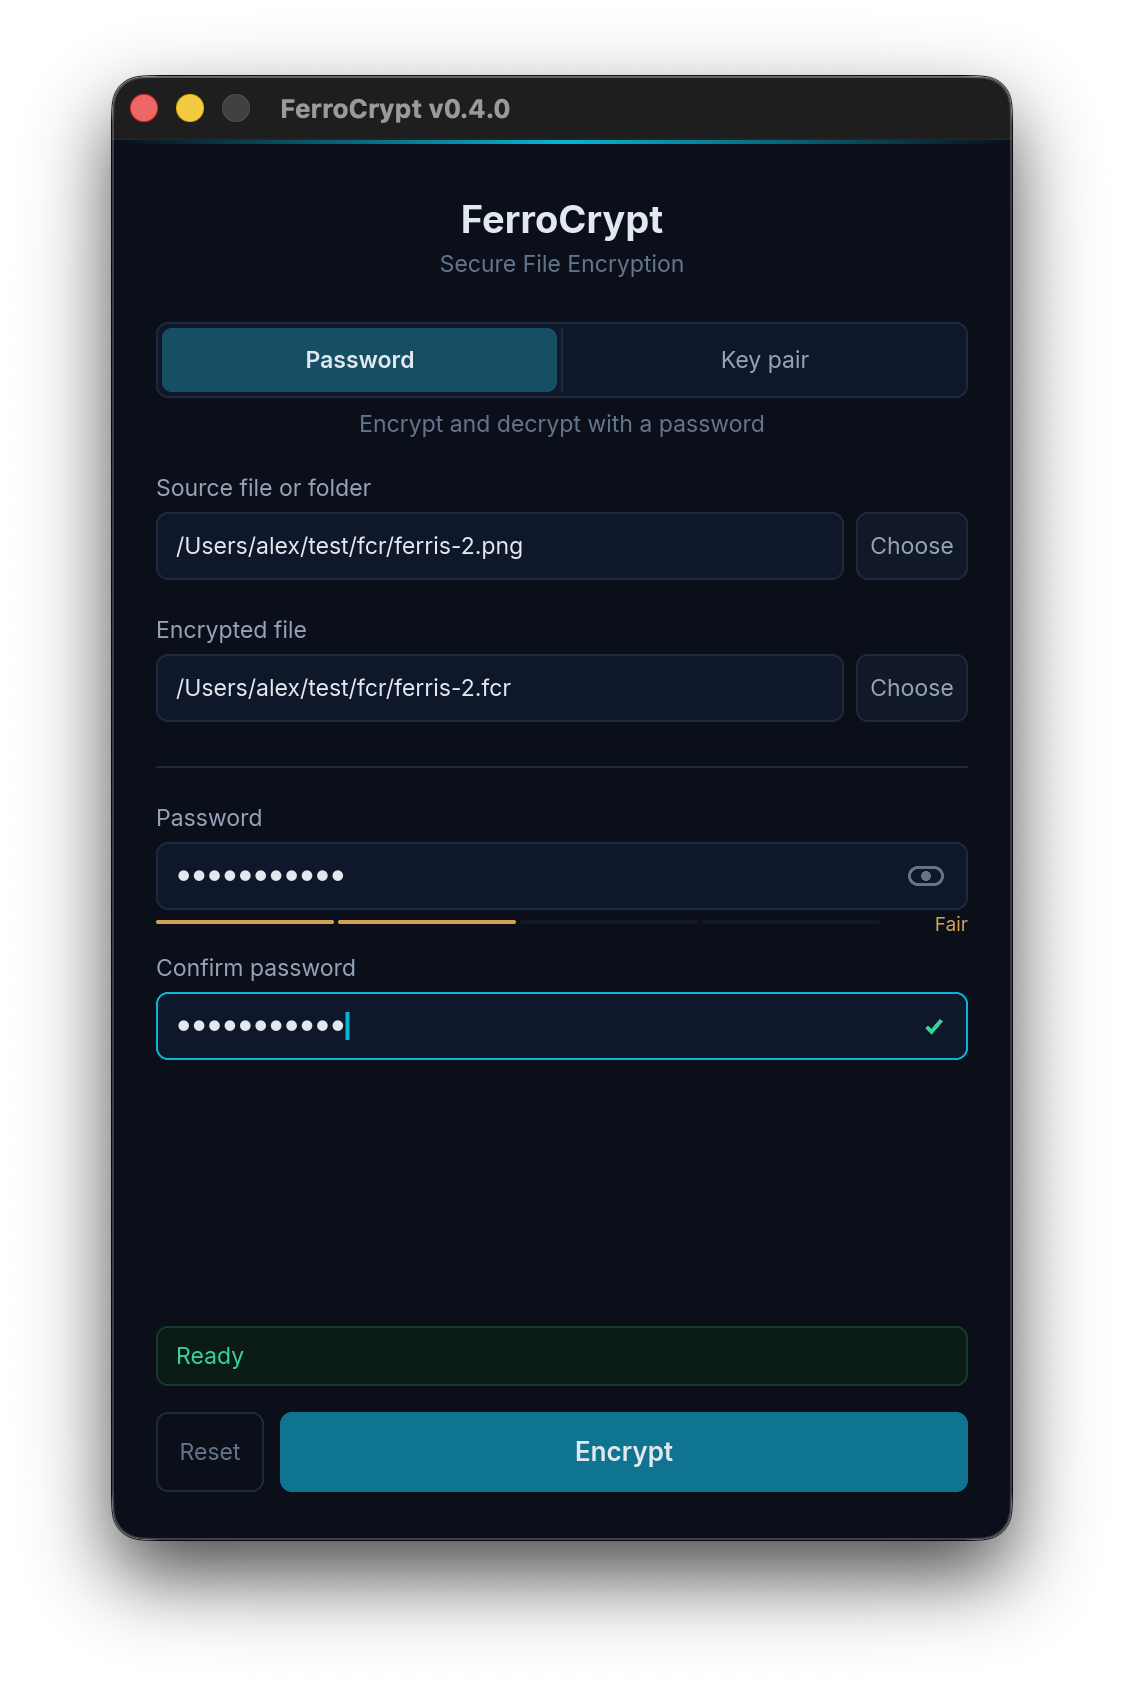 FerroCrypt v0.4.0
FerroCrypt
Secure File Encryption
Password
Key pair
Encrypt and decrypt with a password
Source file or folder
/Users/alex/test/fcr/ferris-2.png
Choose
Encrypted file
/Users/alex/test/fcr/ferris-2.fcr
Choose
Password
●●●●●●●●●●●
Fair
Confirm password
●●●●●●●●●●●
Ready
Reset
Encrypt